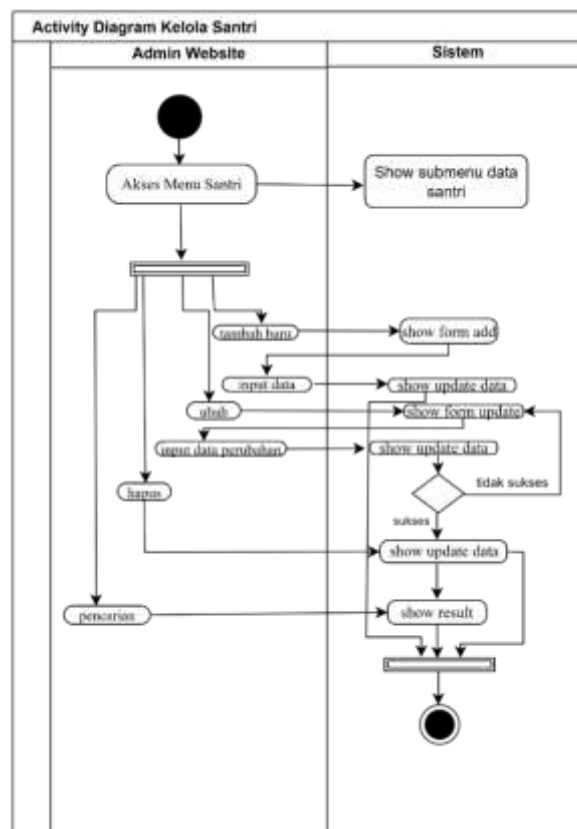 Activity Diagram Kelola Santri
Admin Website
Sistem
Akses Menu Santri
Show submenu data
santri
tambah baru
show form add
input data
show update data
ubah
show form update
input data perubahan
show update data
tidak sukses
hapus
sukses
show update data
pencarian
show result